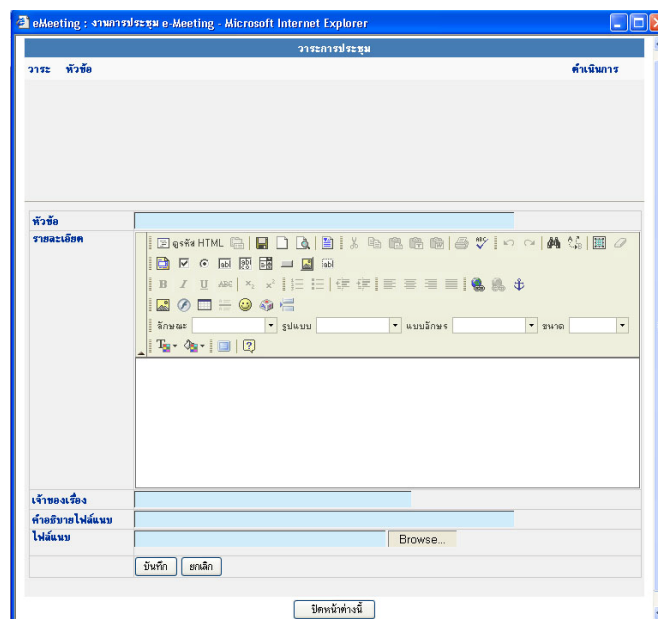 eMeeting : งานการประชุม e-Meeting - Microsoft Internet Explorer
วาระการประชุม
วาระ หัวข้อ ดำเนินการ
หัวข้อ
รายละเอียด
ดูรหัส HTML
ลักษณะ รูปแบบ แบบอักษร ขนาด
เจ้าของเรื่อง
คำอธิบายไฟล์แนบ
ไฟล์แนบ Browse...
บันทึก ยกเลิก
ปิดหน้าต่างนี้